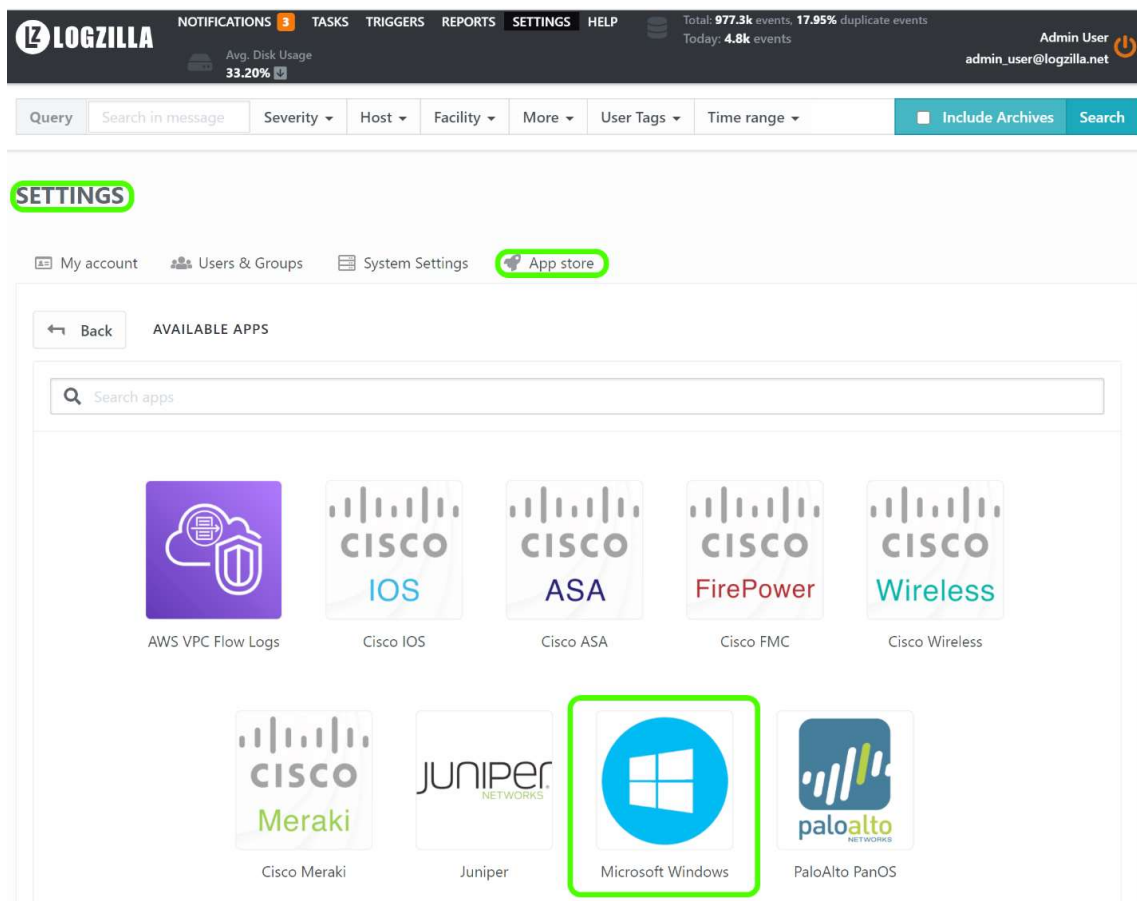 LOGZILLA
NOTIFICATIONS 3 TASKS TRIGGERS REPORTS SETTINGS HELP
Total: 977.3k events, 17.95% duplicate events
Today: 4.8k events
Avg. Disk Usage
33.20%
Admin User
admin_user@logzilla.net
Query Search in message Severity Host Facility More User Tags Time range Include Archives Search
SETTINGS
My account Users & Groups System Settings App store
Back AVAILABLE APPS
Search apps
CISCO
IOS
CISCO
ASA
CISCO
FirePower
CISCO
Wireless
AWS VPC Flow Logs Cisco IOS Cisco ASA Cisco FMC Cisco Wireless
CISCO
Meraki
JUNIPER
NETWORKS
paloalto
NETWORKS
Cisco Meraki Juniper Microsoft Windows PaloAlto PanOS